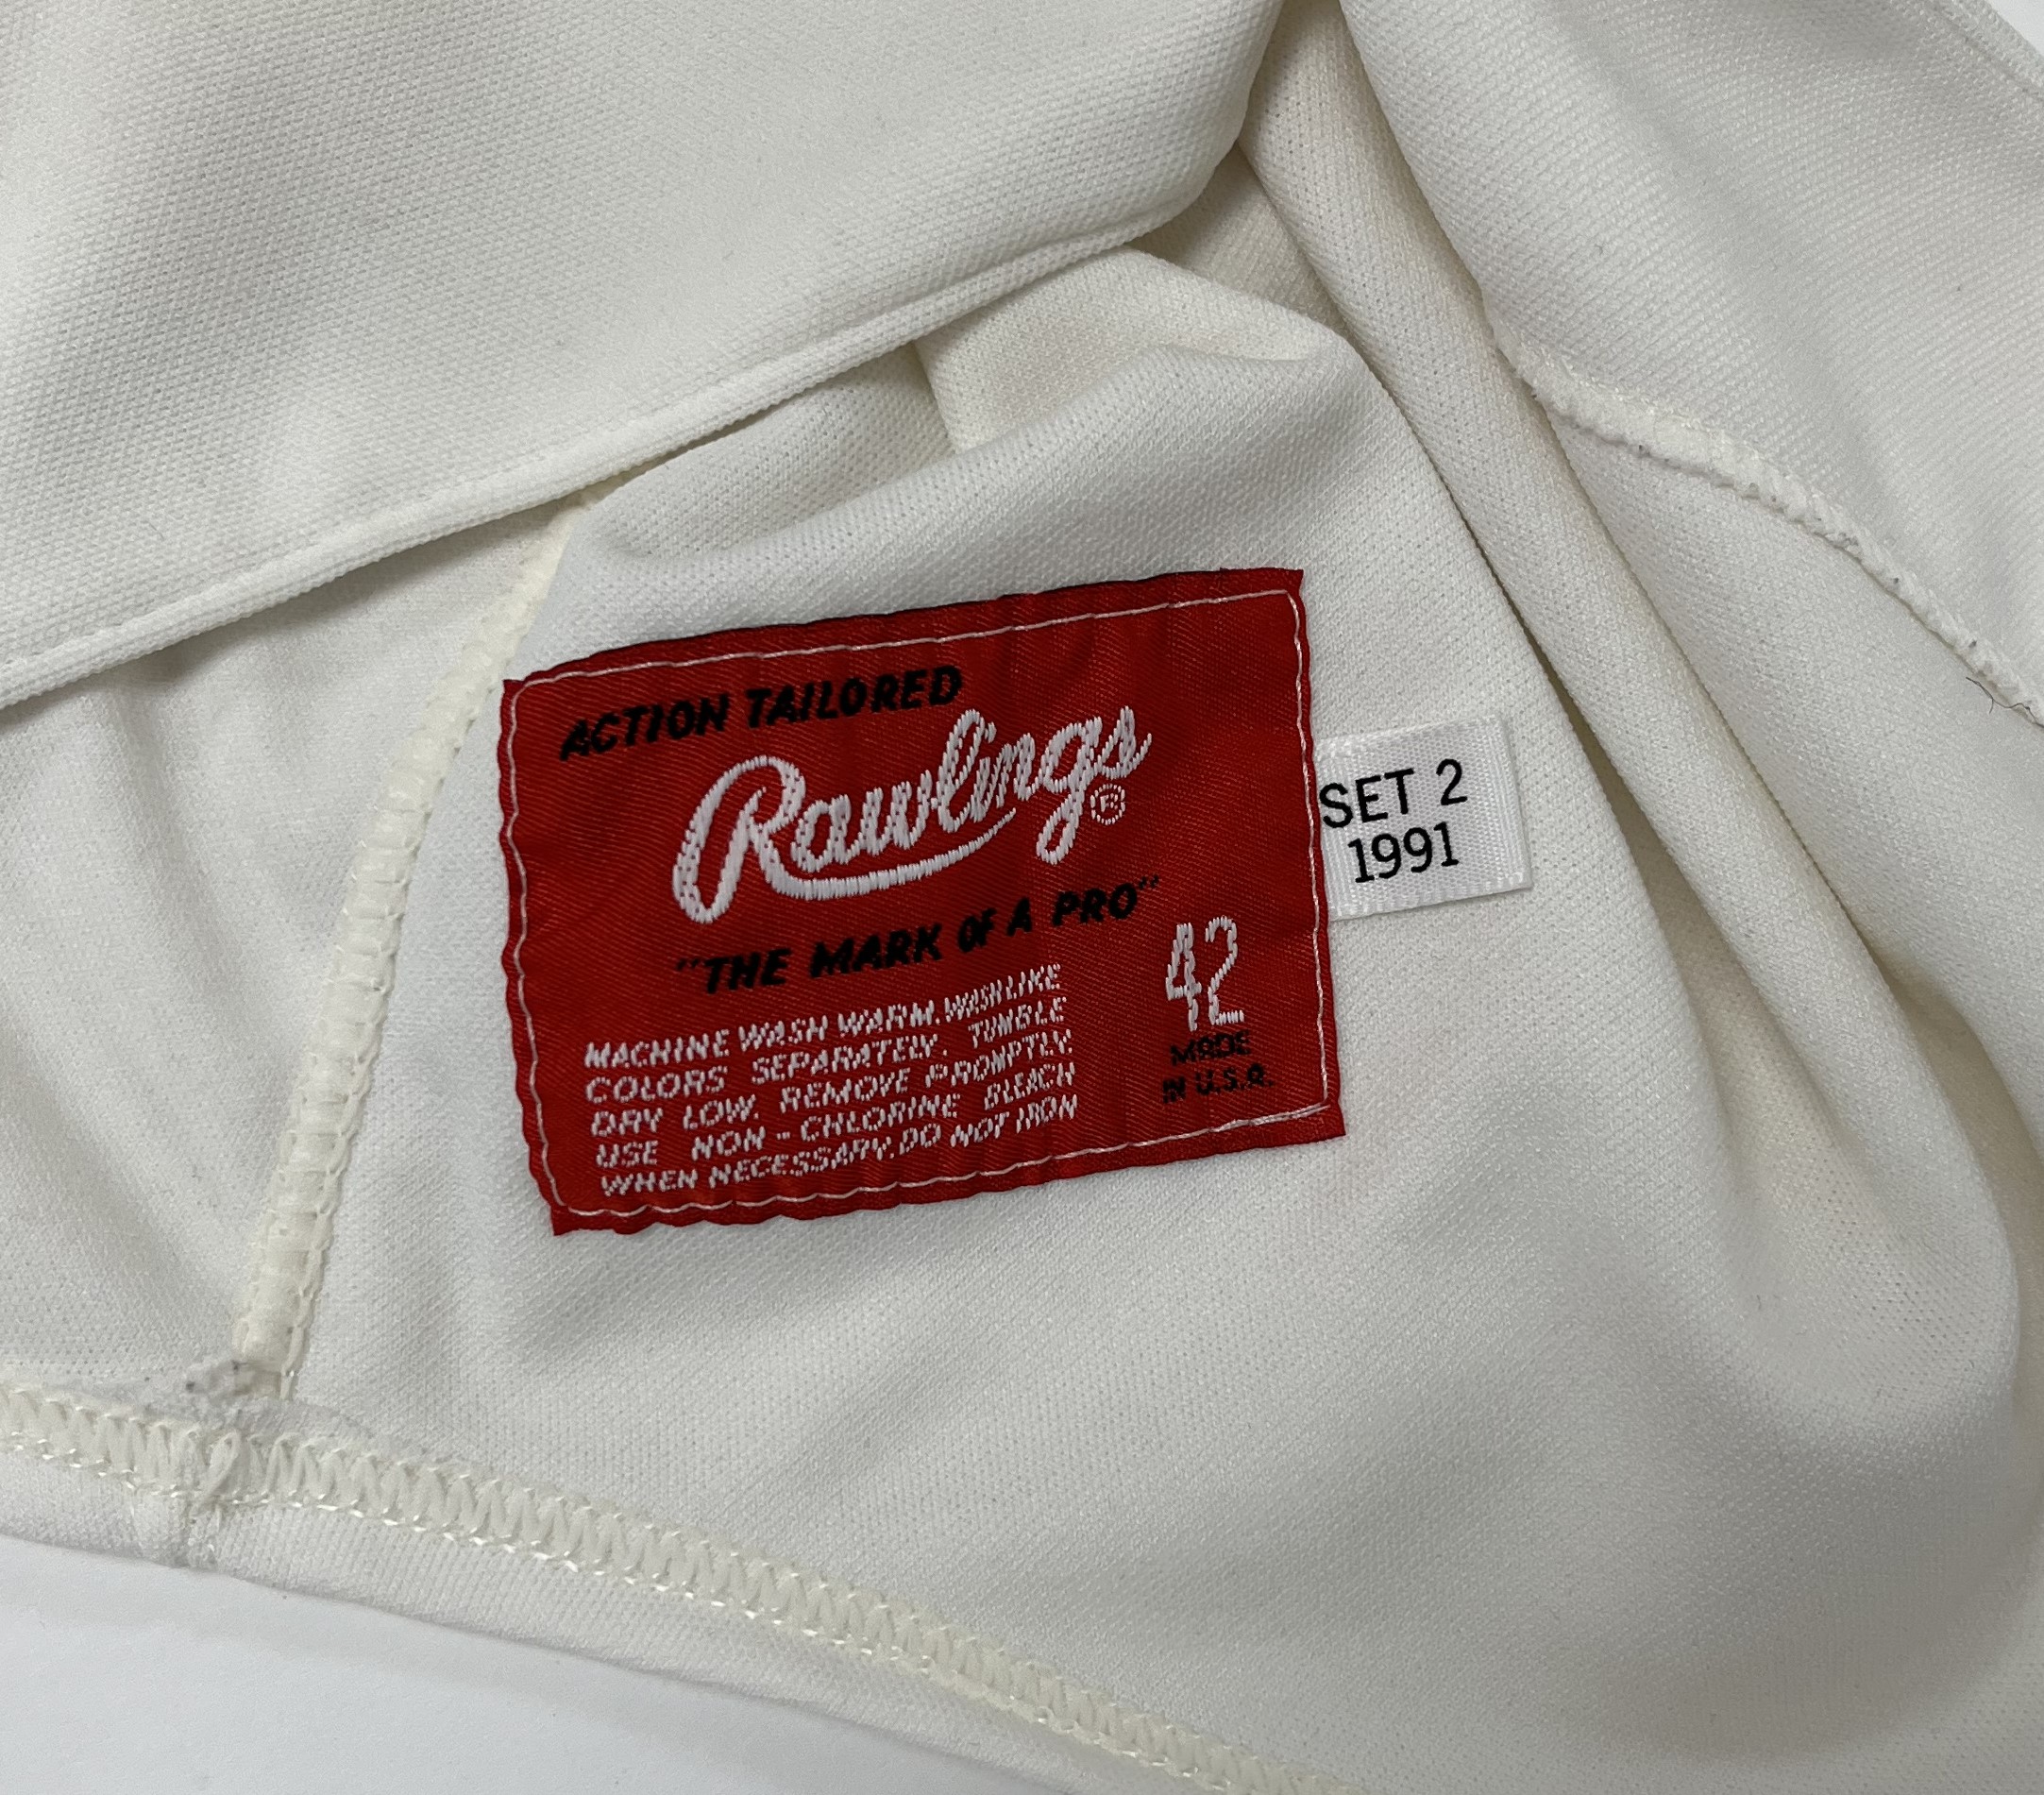 ACTION TAILORED
Rawlings®
"THE MARK OF A PRO"
42
MADE
IN U.S.A.
MACHINE WASH WARM. WASH LIKE
COLORS SEPARATELY. TUMBLE
DRY LOW. REMOVE PROMPTLY.
USE NON-CHLORINE BLEACH
WHEN NECESSARY. DO NOT IRON
SET 2
1991